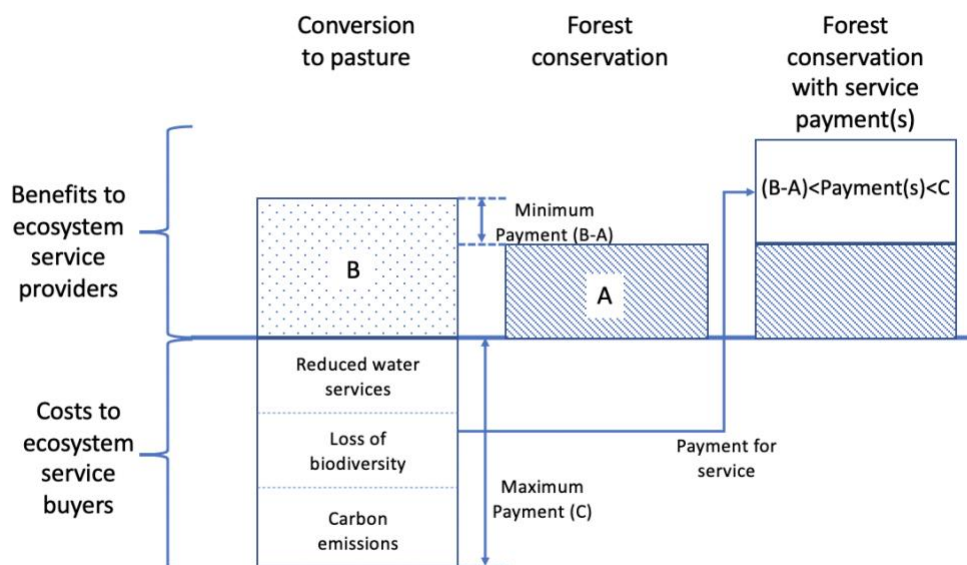 Conversion
to pasture
Forest
conservation
Forest
conservation
with service
payment(s)
Benefits to
ecosystem
service
providers
B
Minimum
Payment (B-A)
A
(B-A)<Payment(s)<C
Costs to
ecosystem
service
buyers
Reduced water
services
Loss of
biodiversity
Carbon
emissions
Maximum
Payment (C)
Payment for
service